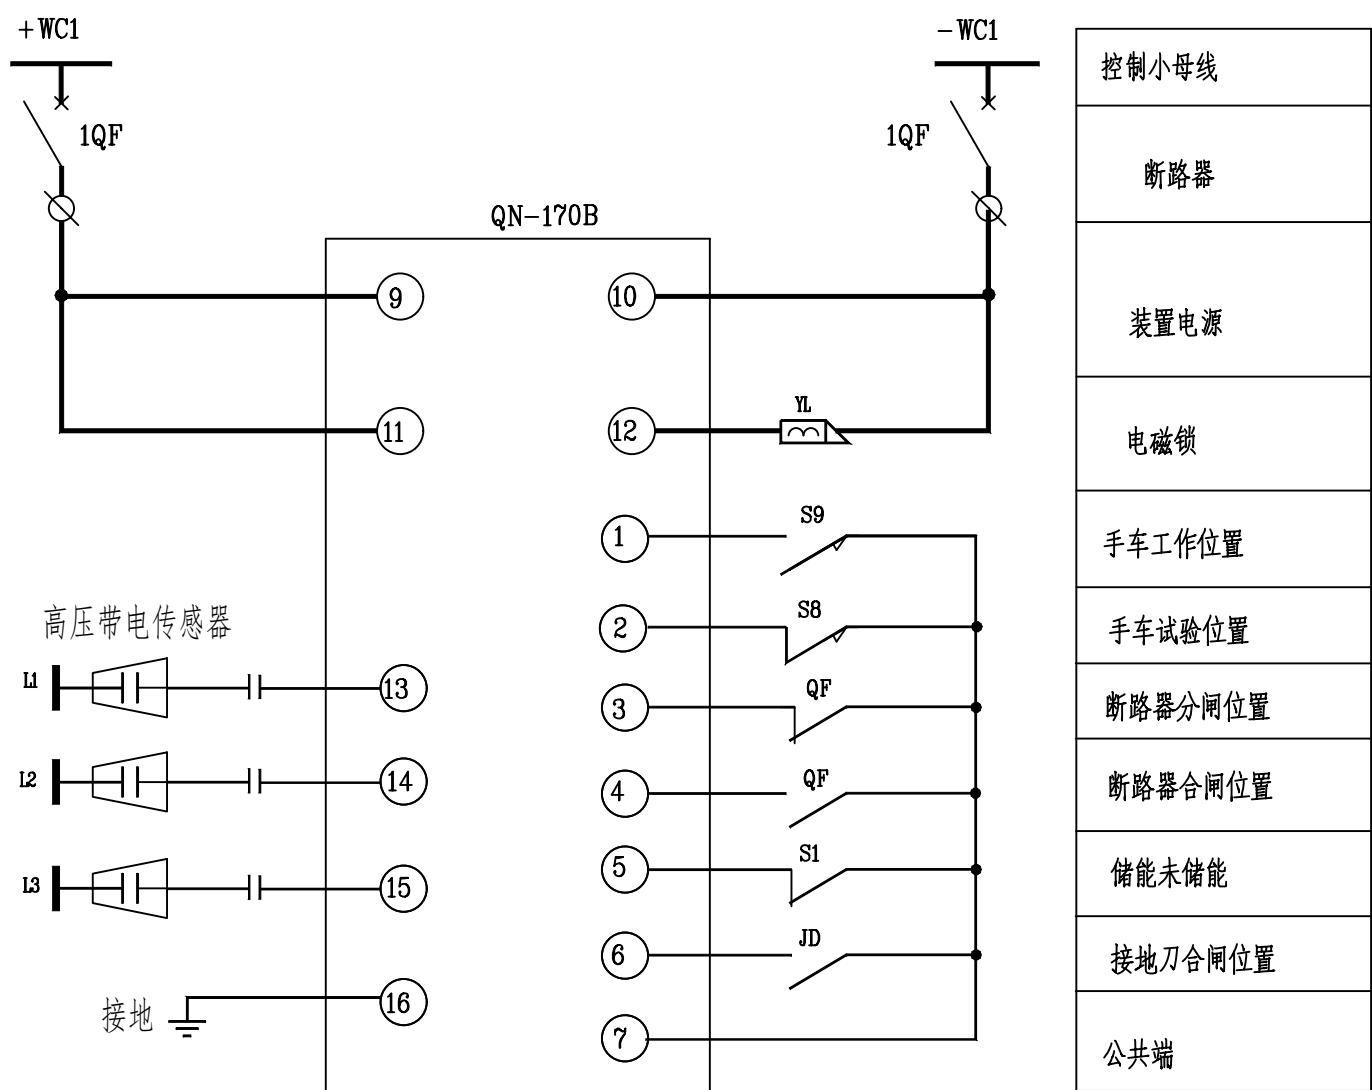 +WC1
-WC1
控制小母线
1QF
1QF
断路器
QN-170B
9
10
装置电源
YL
11
12
电磁锁
S9
1
手车工作位置
高压带电传感器
S8
2
手车试验位置
L1
13
QF
3
断路器分闸位置
L2
14
QF
4
断路器合闸位置
S1
5
储能未储能
L3
15
JD
6
接地刀合闸位置
接地
16
7
公共端